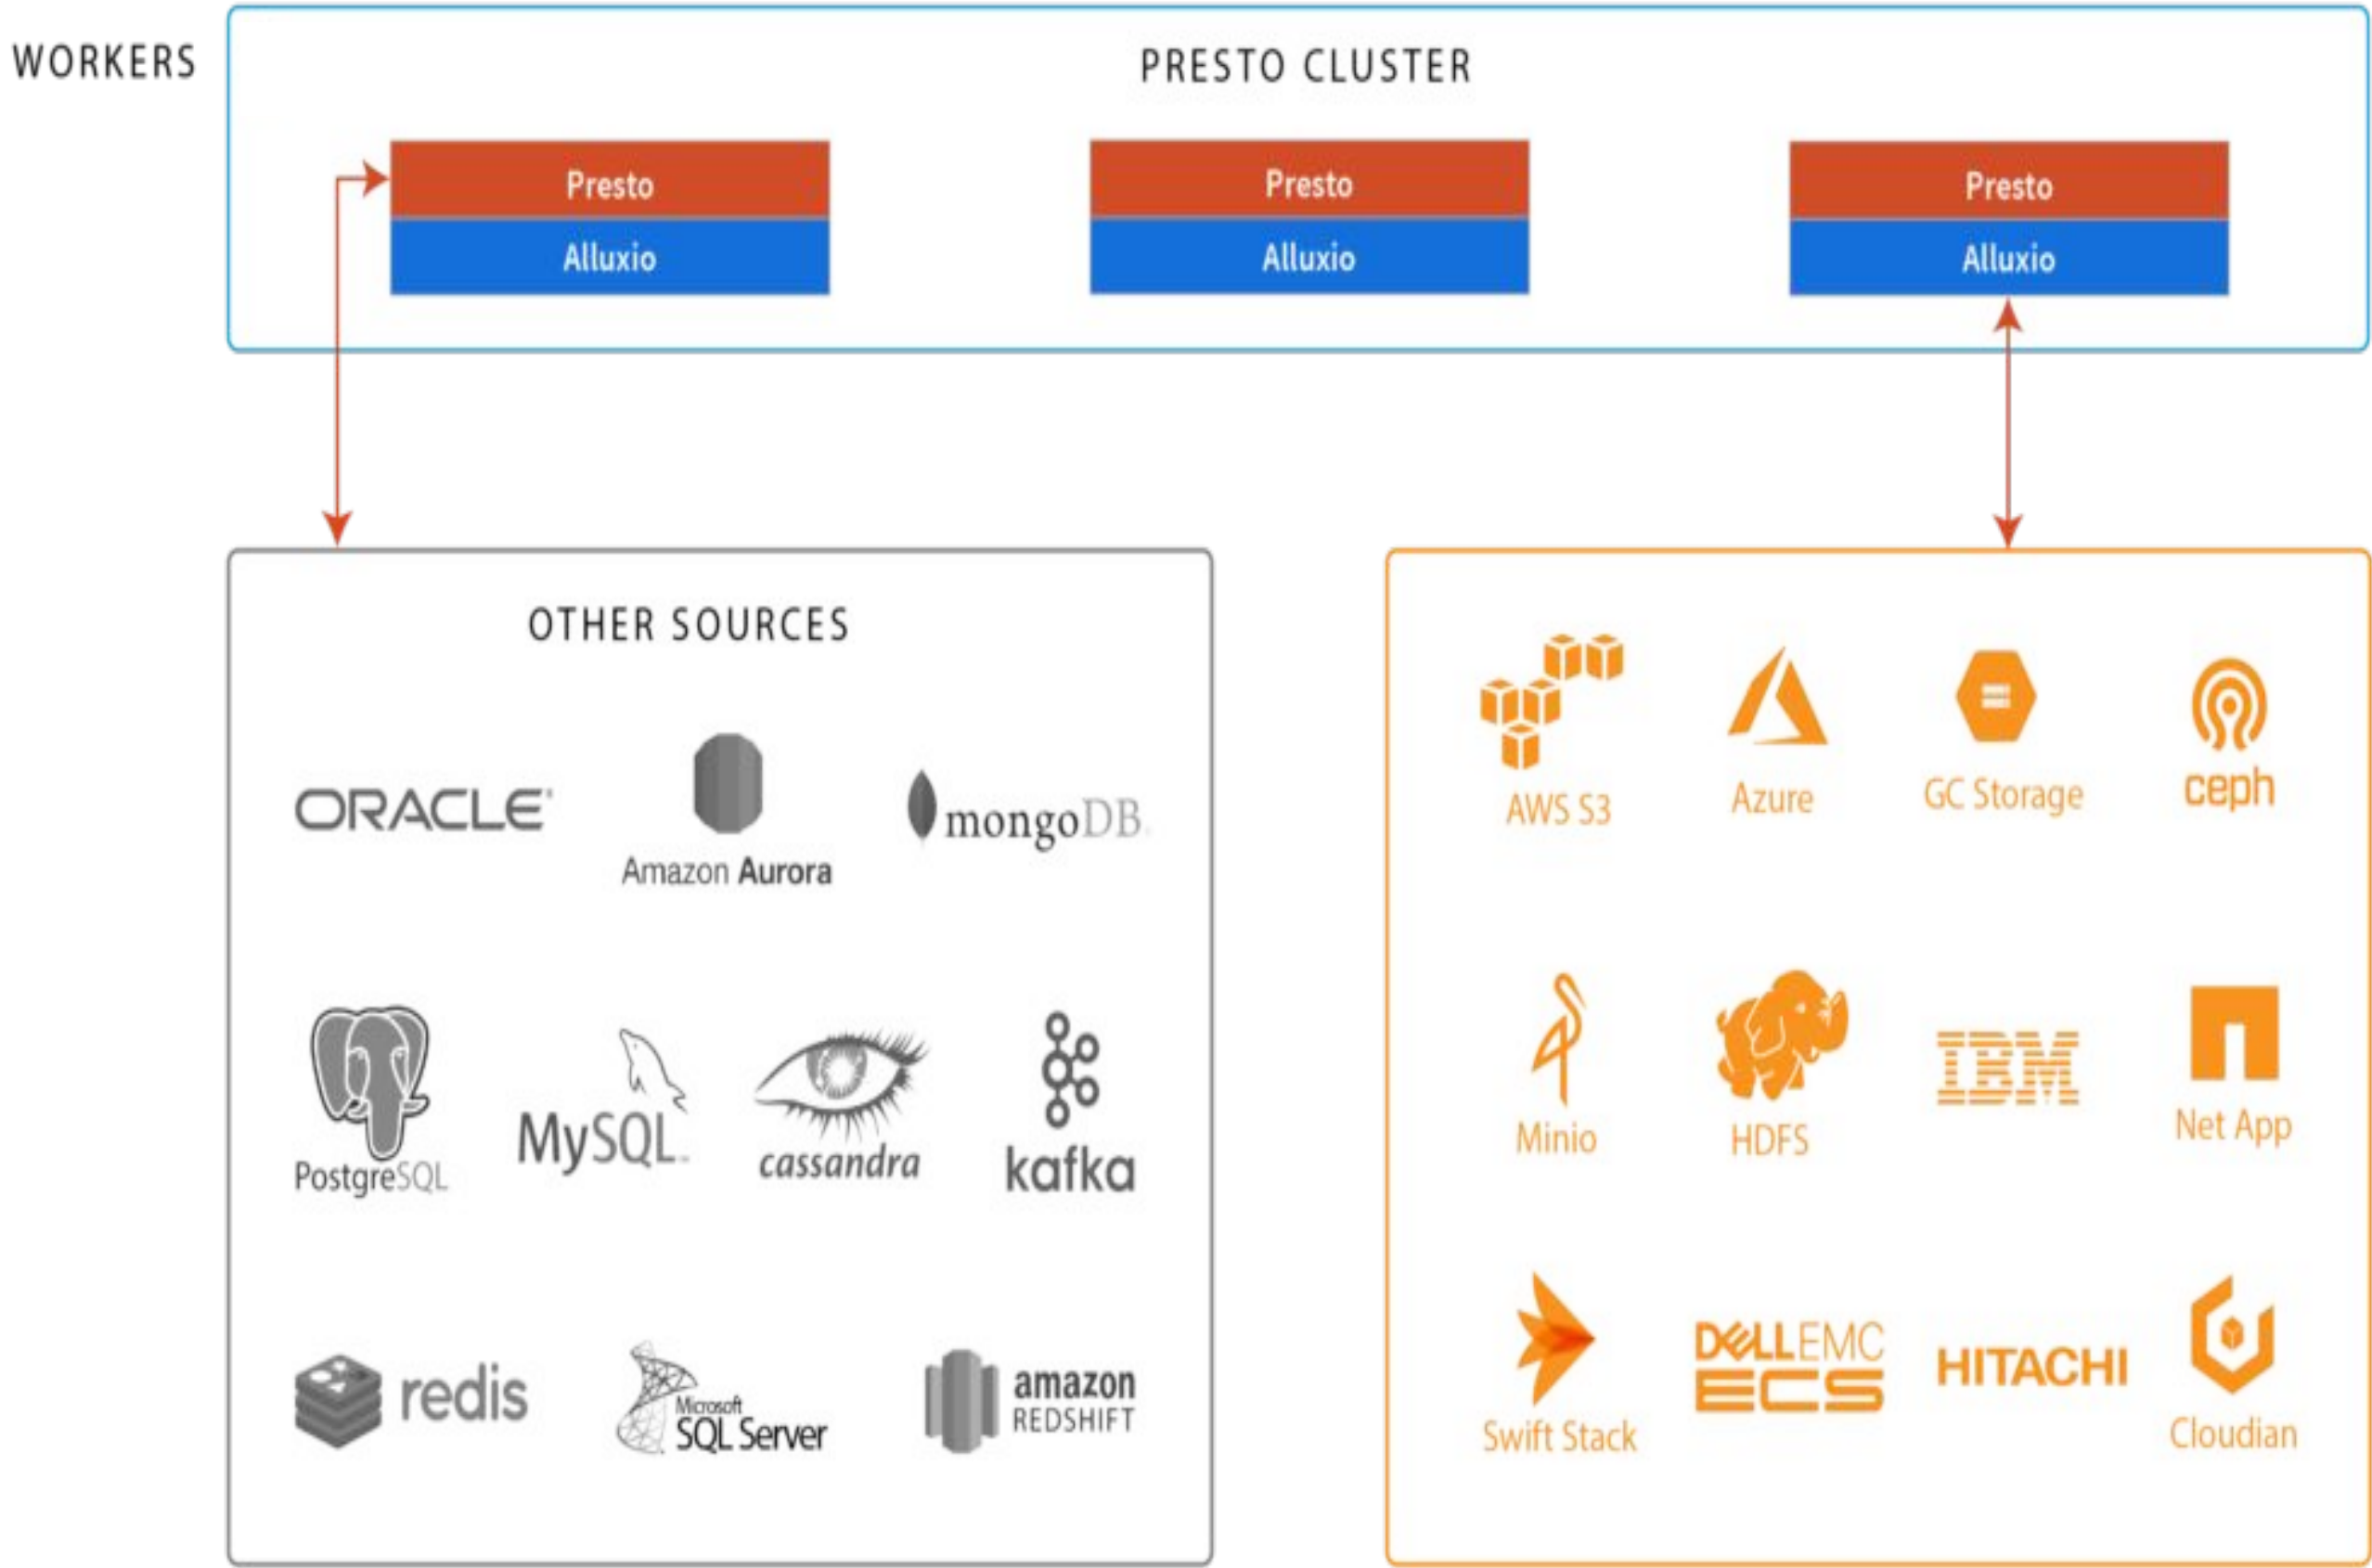 WORKERS
PRESTO CLUSTER
Presto
Alluxio
Presto
Alluxio
Presto
Alluxio
OTHER SOURCES
ORACLE
Amazon Aurora
mongoDB
PostgreSQL
MySQL
cassandra
kafka
redis
Microsoft
SQL Server
amazon
REDSHIFT
AWS S3
Azure
GC Storage
ceph
Minio
HDFS
IBM
Net App
Swift Stack
DELLEMC
ECS
HITACHI
Cloudian